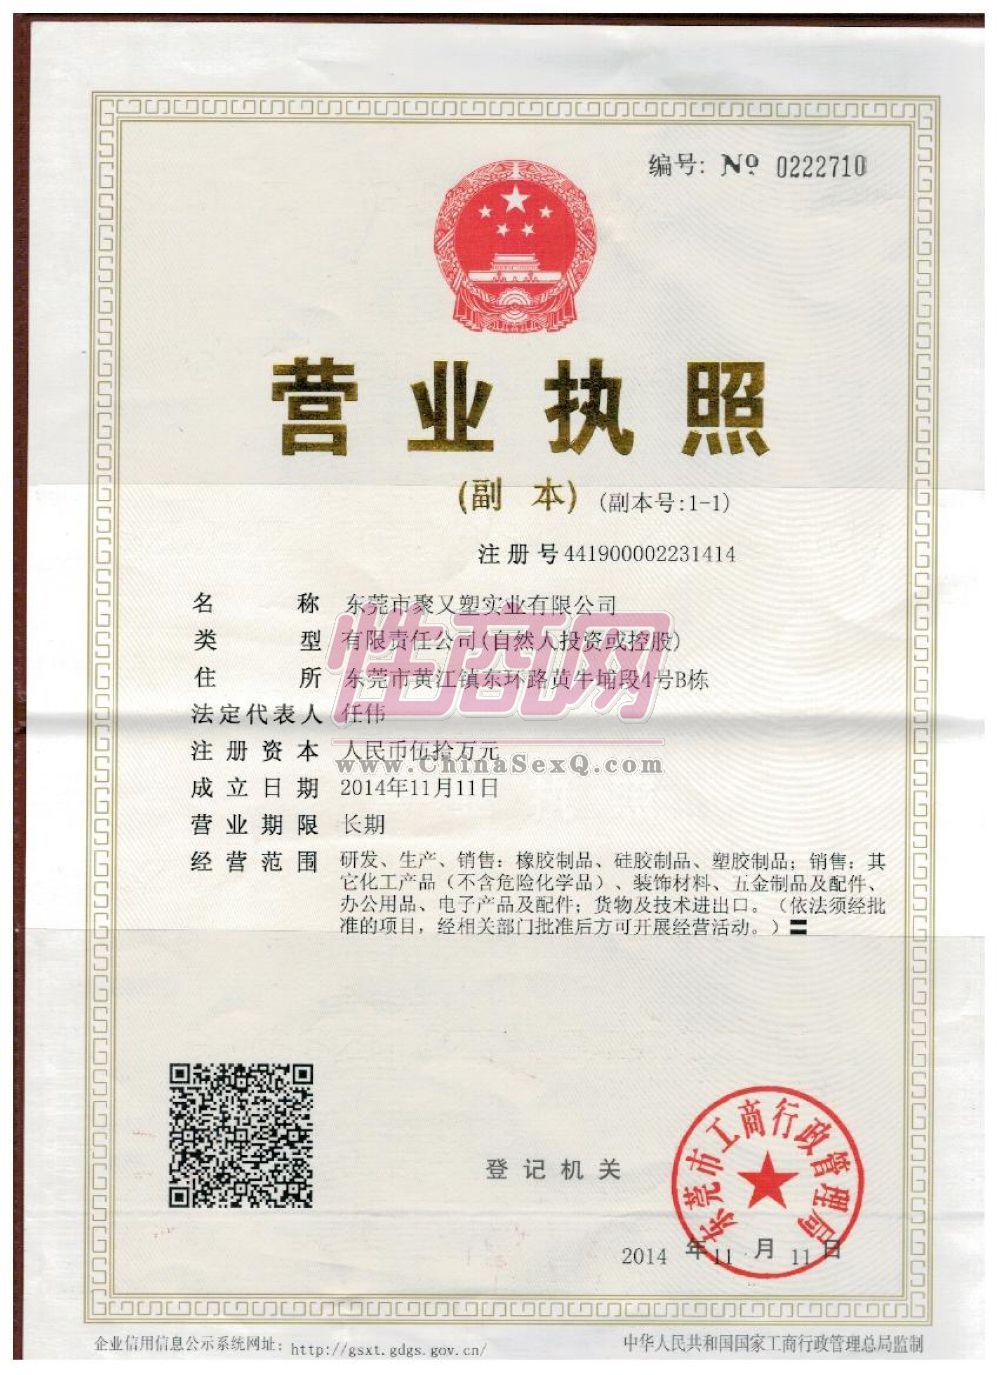 编号: № 0222710
营业执照
(副 本) (副本号:1-1)
注册号441900002231414
名 称 东莞市聚又塑实业有限公司
类 型 有限责任公司(自然人投资或控股)
住 所 东莞市黄江镇东环路黄牛埔段4号B栋
法定代表人 任伟
注册资本 人民币伍拾万元
成立日期 2014年11月11日
营业期限 长期
经营范围 研发、生产、销售：橡胶制品、硅胶制品、塑胶制品；销售：其
它化工产品（不含危险化学品）、装饰材料、五金制品及配件、
办公用品、电子产品及配件；货物及技术进出口。（依法须经批
准的项目，经相关部门批准后方可开展经营活动。）
性商网
www.ChinaSexQ.com
登记机关
东莞市工商行政管理局
2014 年 11 月 11 日
企业信用信息公示系统网址: http://gsxt.gdgs.gov.cn/
中华人民共和国国家工商行政管理总局监制